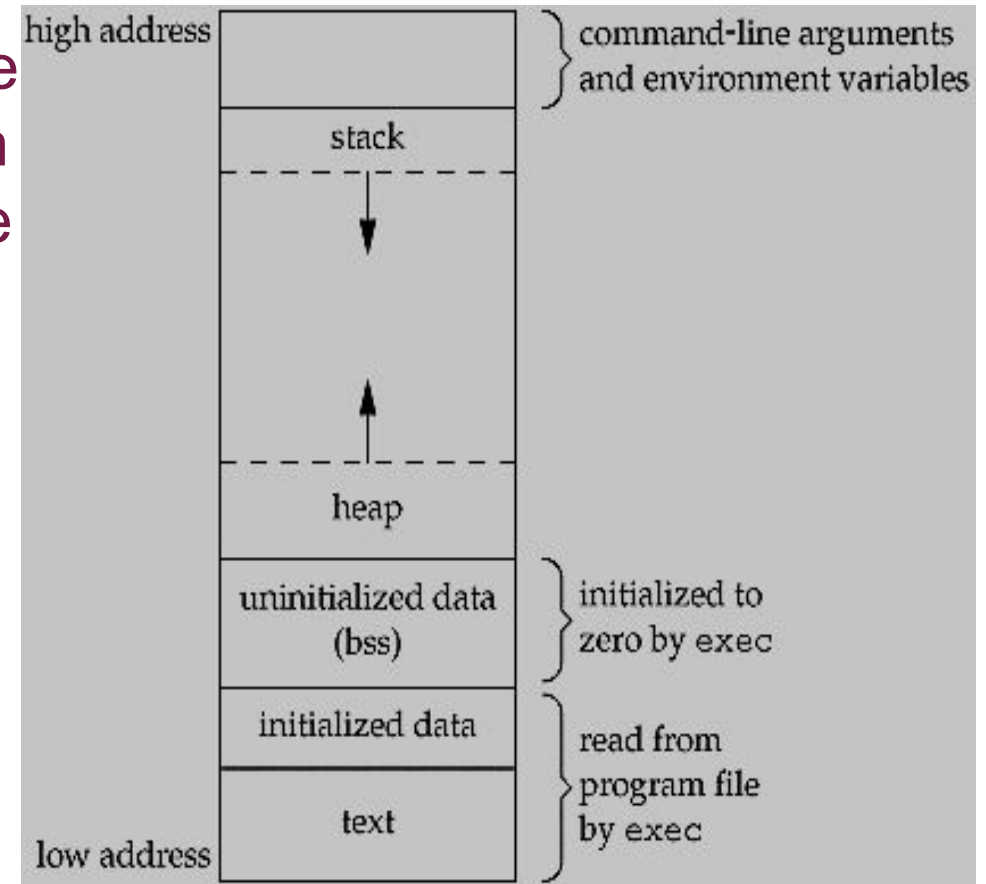 high address
command-line arguments
and environment variables
e
n
e
stack
heap
uninitialized data
(bss)
initialized to
zero by exec
initialized data
read from
program file
by exec
text
low address